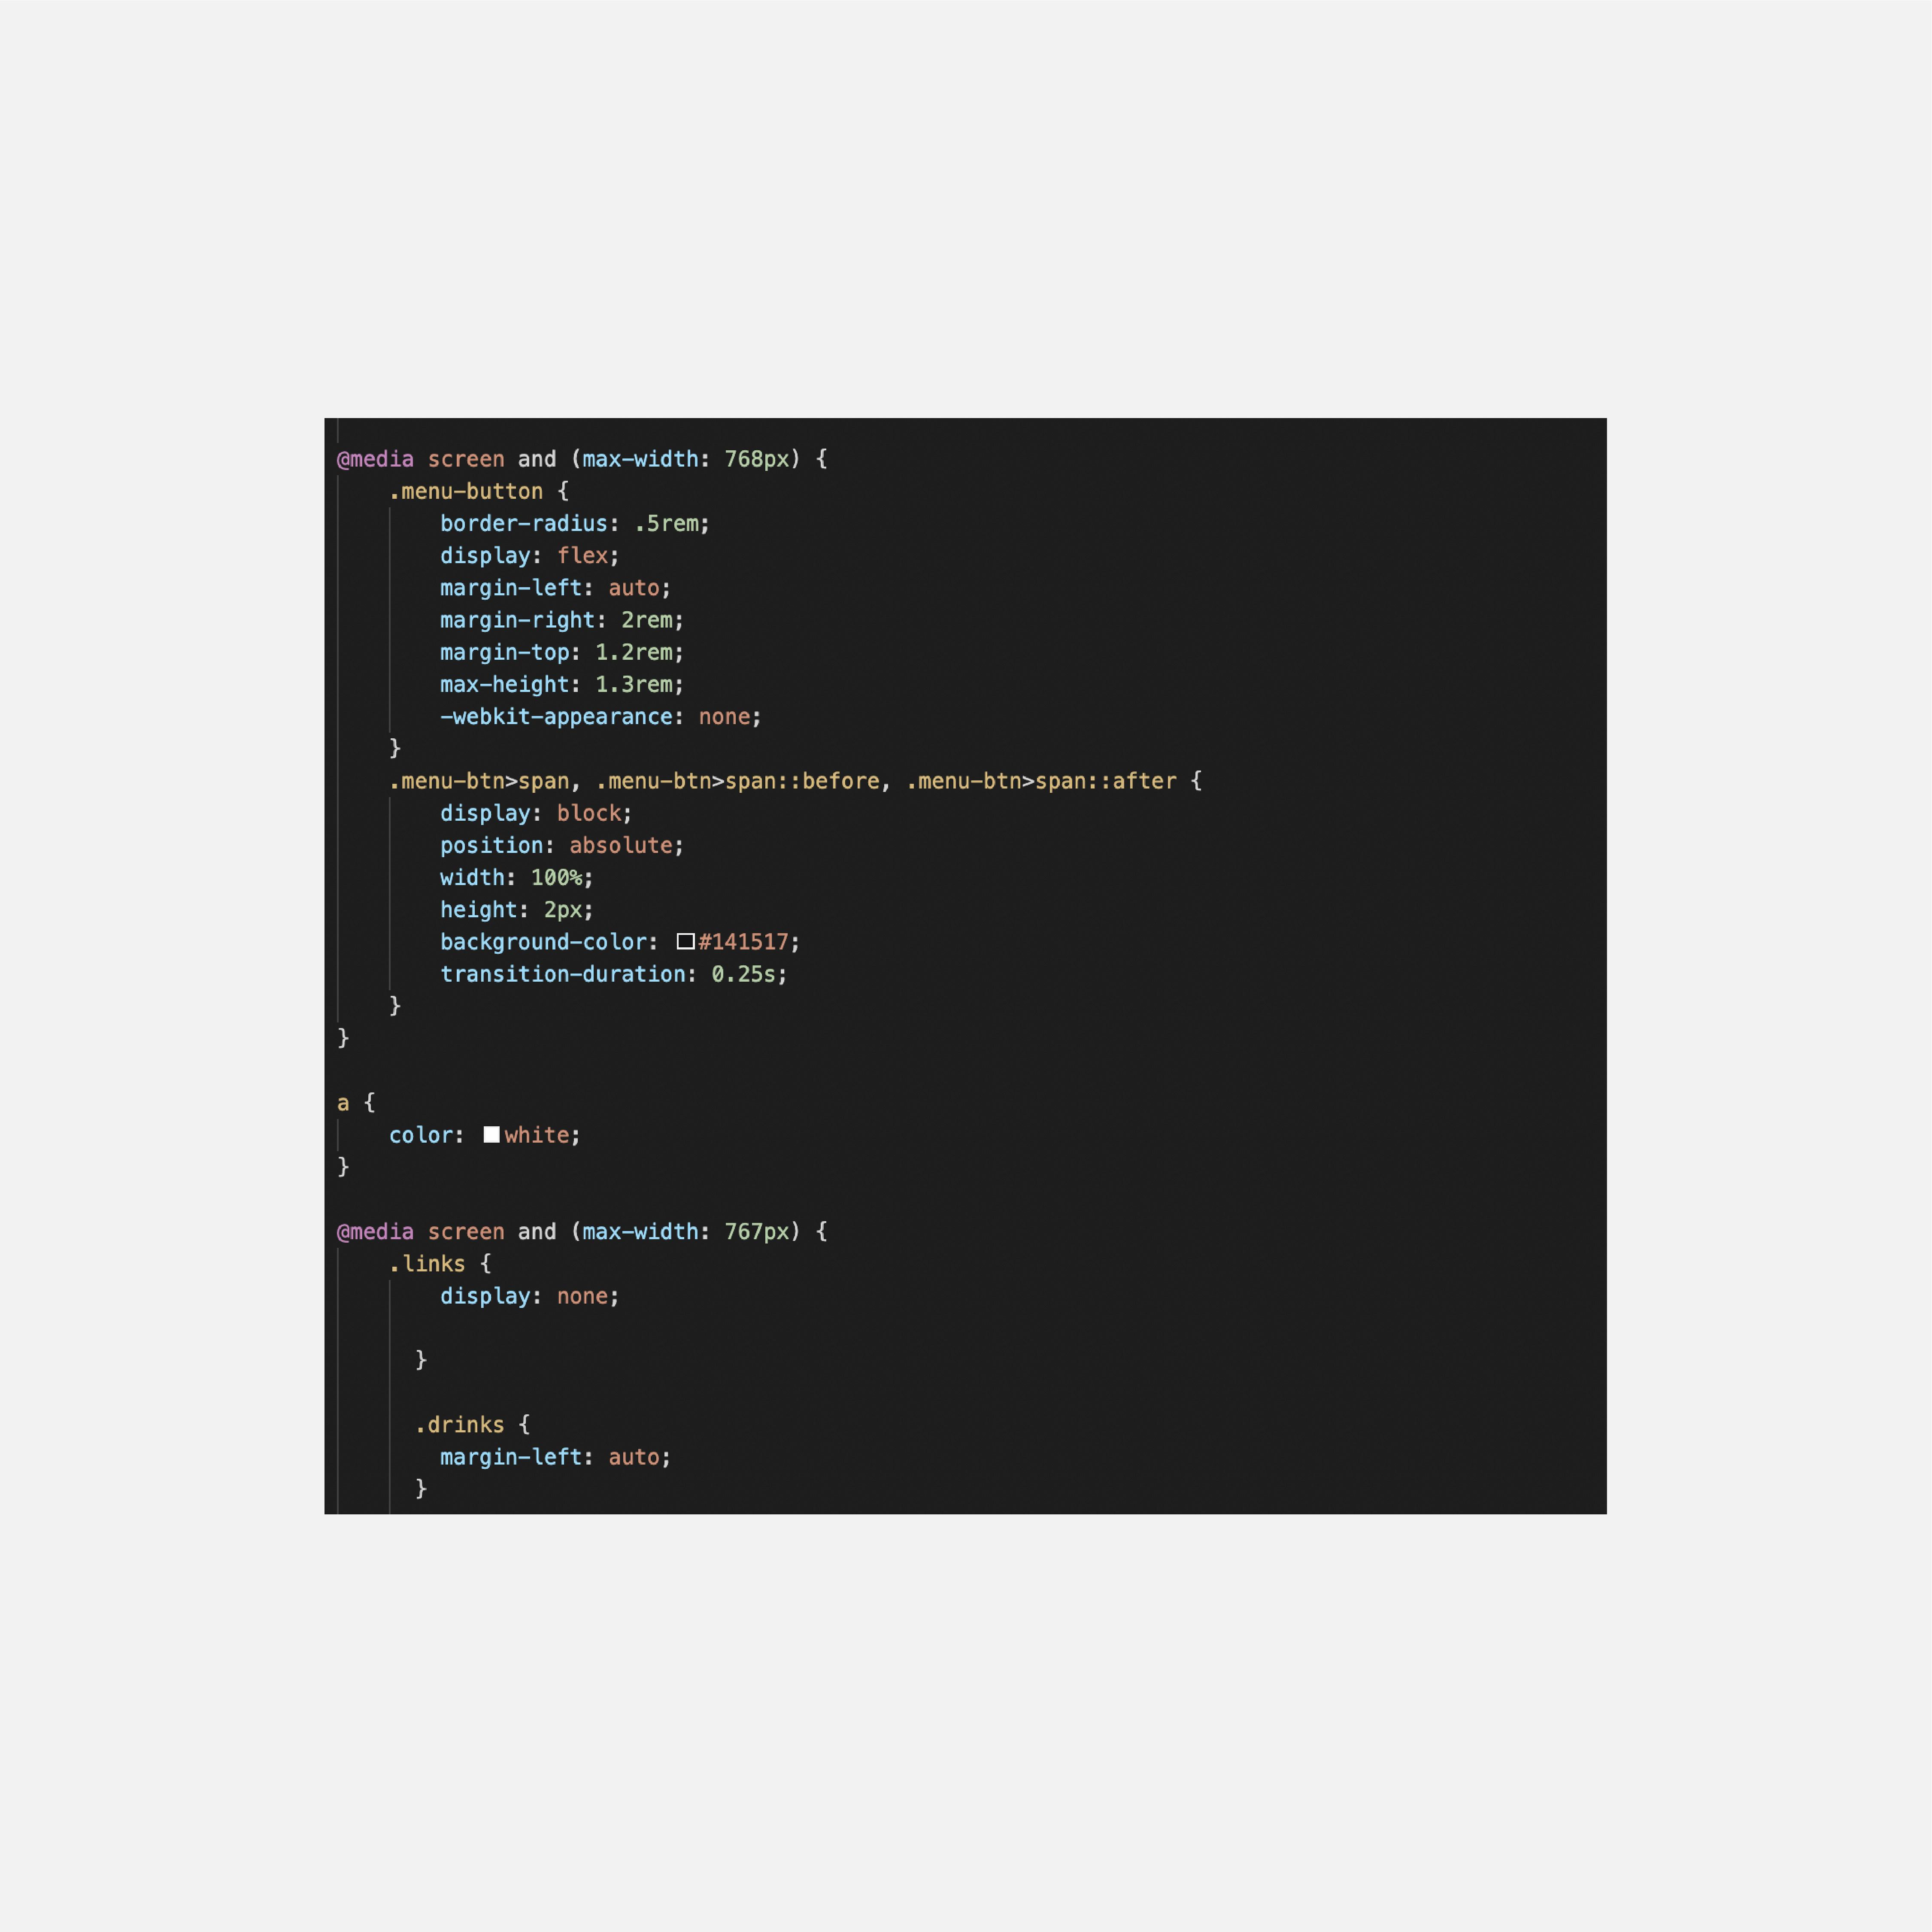 @media screen and (max-width: 768px) {
.menu-button {
border-radius: .5rem;
display: flex;
margin-left: auto;
margin-right: 2rem;
margin-top: 1.2rem;
max-height: 1.3rem;
-webkit-appearance: none;
}
.menu-btn>span, .menu-btn>span::before, .menu-btn>span::after {
display: block;
position: absolute;
width: 100%;
height: 2px;
background-color: #141517;
transition-duration: 0.25s;
}
}
a {
color: white;
}
@media screen and (max-width: 767px) {
.links {
display: none;
}
.drinks {
margin-left: auto;
}